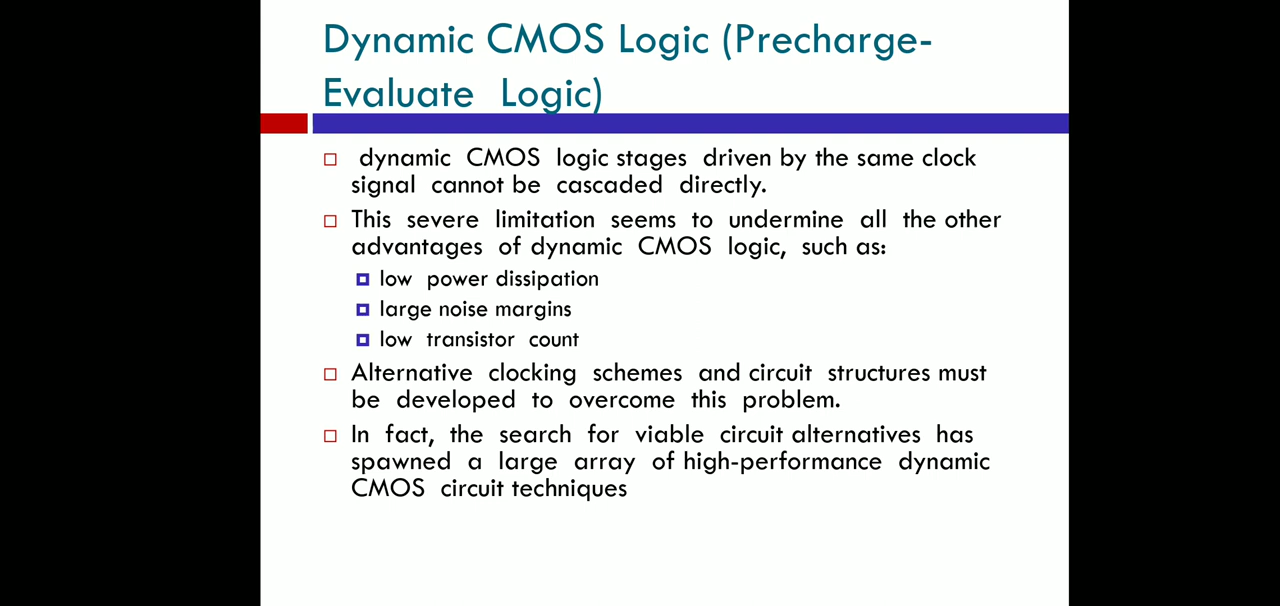 Dynamic CMOS Logic (Precharge-
Evaluate Logic)
dynamic CMOS logic stages driven by the same clock
signal cannot be cascaded directly.
This severe limitation seems to undermine all the other
advantages of dynamic CMOS logic, such as:
low power dissipation
large noise margins
low transistor count
Alternative clocking schemes and circuit structures must
be developed to overcome this problem.
In fact, the search for viable circuit alternatives has
spawned a large array of high-performance dynamic
CMOS circuit techniques